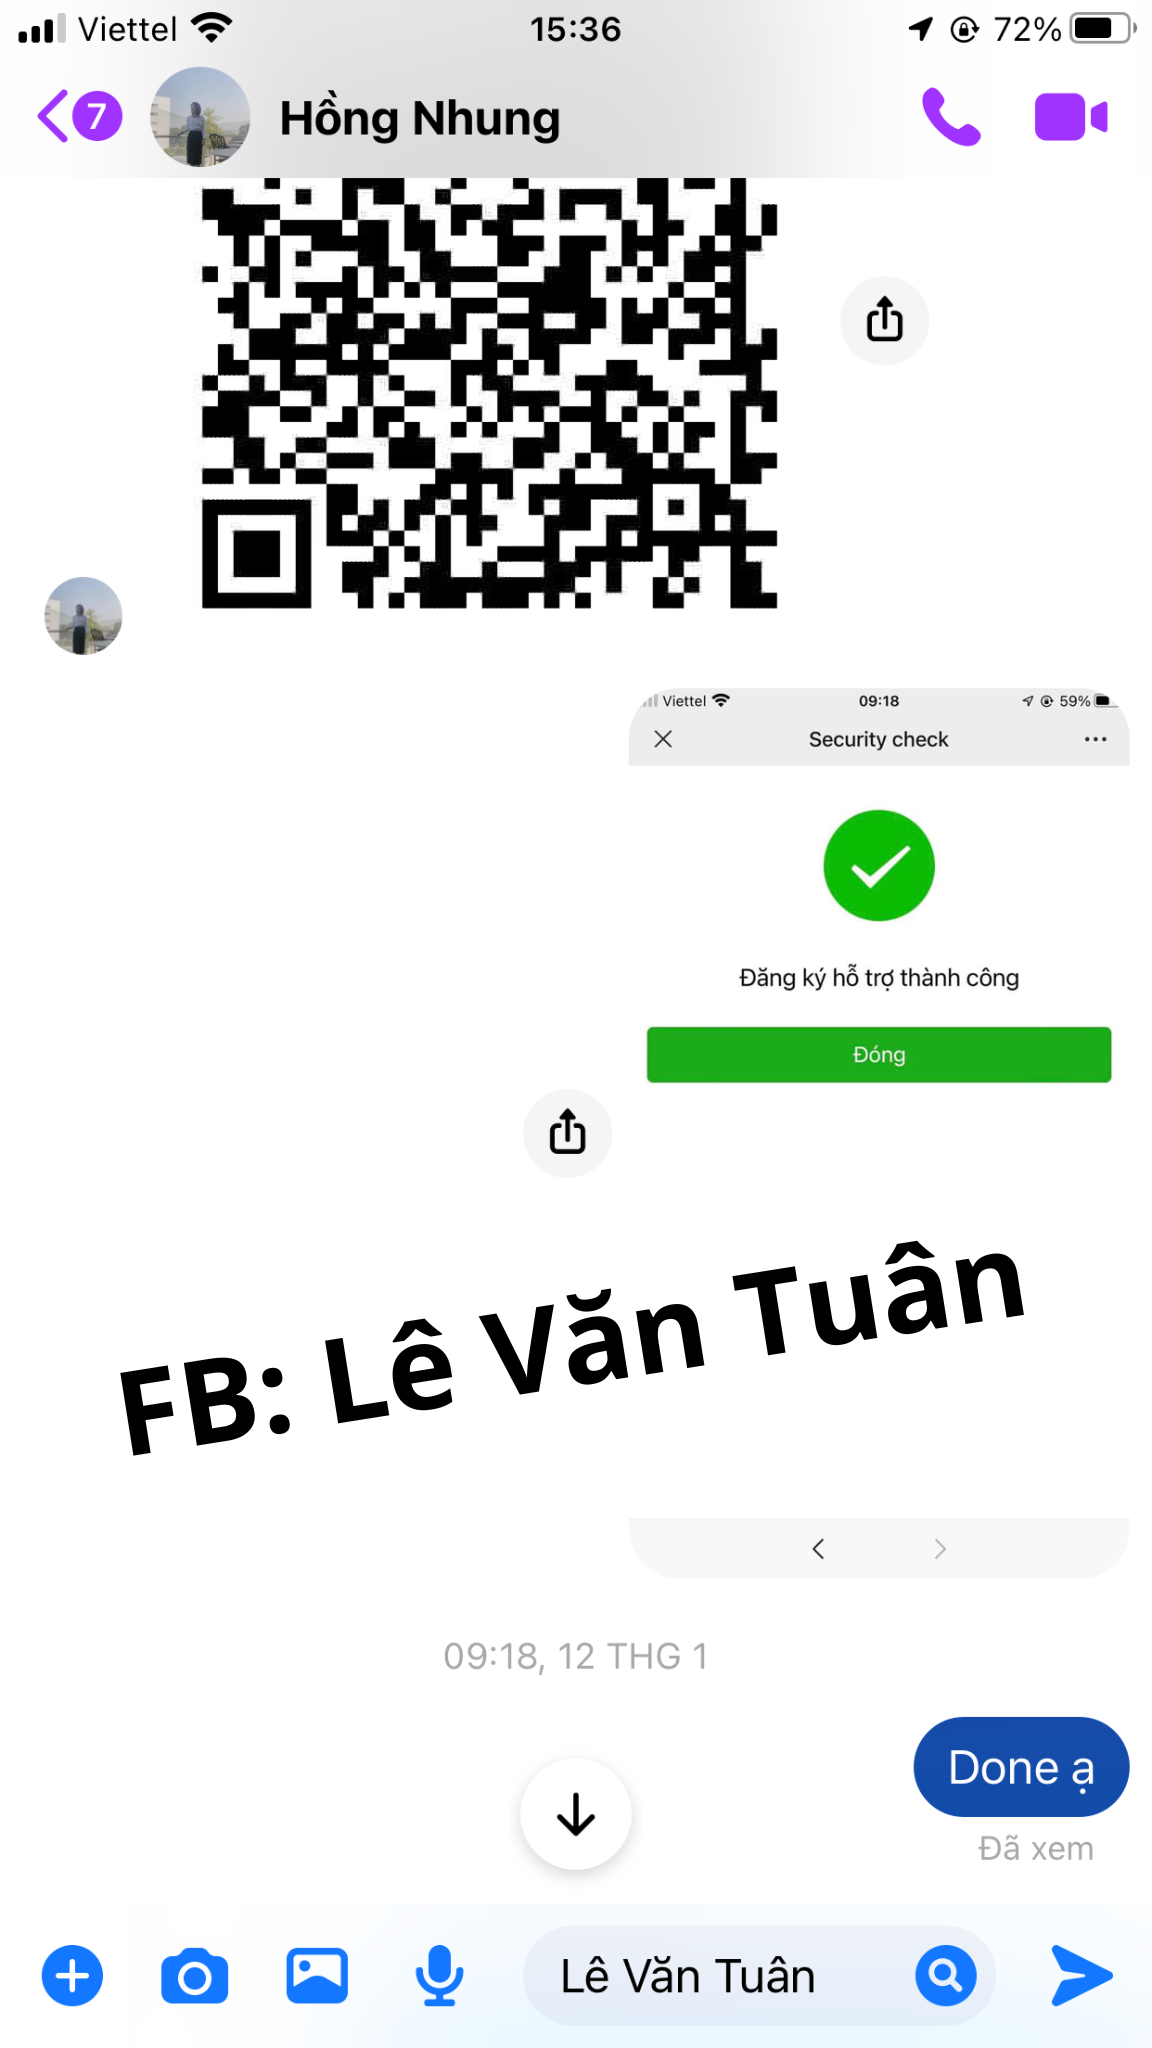 Viettel 15:36 72%
7 Hồng Nhung
Viettel 09:18 59%
Security check
Đăng ký hỗ trợ thành công
Đóng
FB: Lê Văn Tuân
09:18, 12 THG 1
Done ạ
Đã xem
Lê Văn Tuân